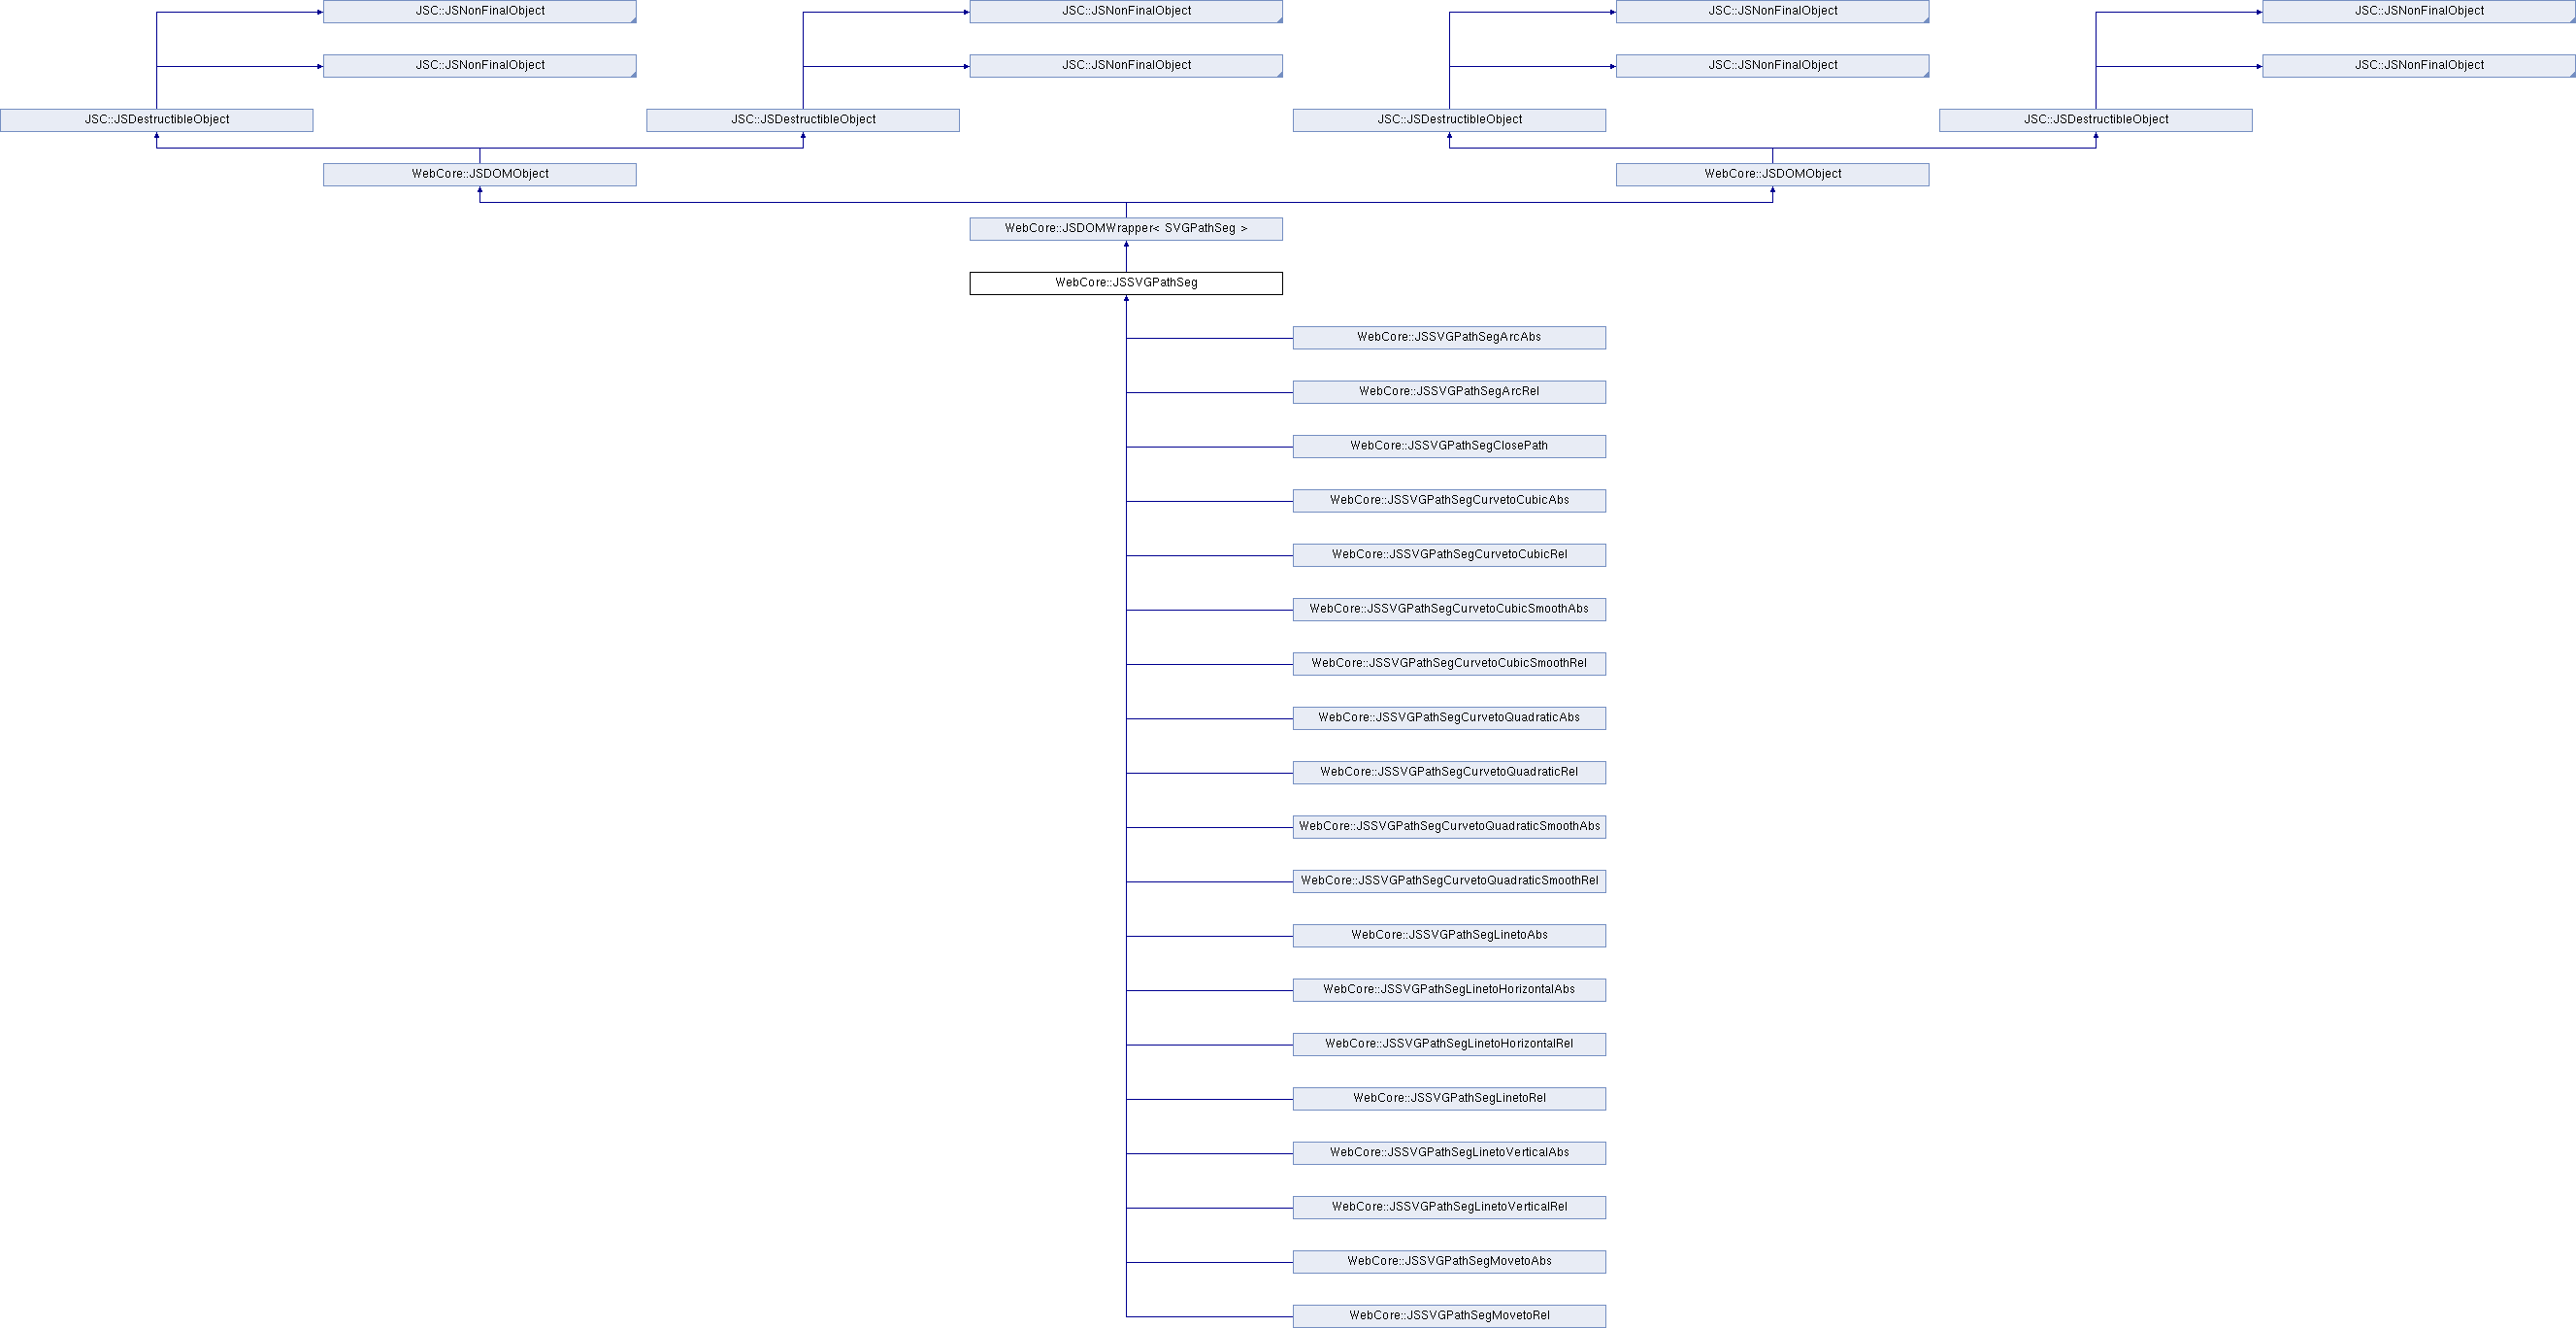 JSC::JSNonFinalObject
JSC::JSNonFinalObject
JSC::JSNonFinalObject
JSC::JSNonFinalObject
JSC::JSNonFinalObject
JSC::JSNonFinalObject
JSC::JSNonFinalObject
JSC::JSNonFinalObject
JSC::JSDestructibleObject
JSC::JSDestructibleObject
JSC::JSDestructibleObject
JSC::JSDestructibleObject
WebCore::JSDOMObject
WebCore::JSDOMObject
WebCore::JSDOMWrapper< SVGPathSeg >
WebCore::JSSVGPathSeg
WebCore::JSSVGPathSegArcAbs
WebCore::JSSVGPathSegArcRel
WebCore::JSSVGPathSegClosePath
WebCore::JSSVGPathSegCurvetoCubicAbs
WebCore::JSSVGPathSegCurvetoCubicRel
WebCore::JSSVGPathSegCurvetoCubicSmoothAbs
WebCore::JSSVGPathSegCurvetoCubicSmoothRel
WebCore::JSSVGPathSegCurvetoQuadraticAbs
WebCore::JSSVGPathSegCurvetoQuadraticRel
WebCore::JSSVGPathSegCurvetoQuadraticSmoothAbs
WebCore::JSSVGPathSegCurvetoQuadraticSmoothRel
WebCore::JSSVGPathSegLinetoAbs
WebCore::JSSVGPathSegLinetoHorizontalAbs
WebCore::JSSVGPathSegLinetoHorizontalRel
WebCore::JSSVGPathSegLinetoRel
WebCore::JSSVGPathSegLinetoVerticalAbs
WebCore::JSSVGPathSegLinetoVerticalRel
WebCore::JSSVGPathSegMovetoAbs
WebCore::JSSVGPathSegMovetoRel